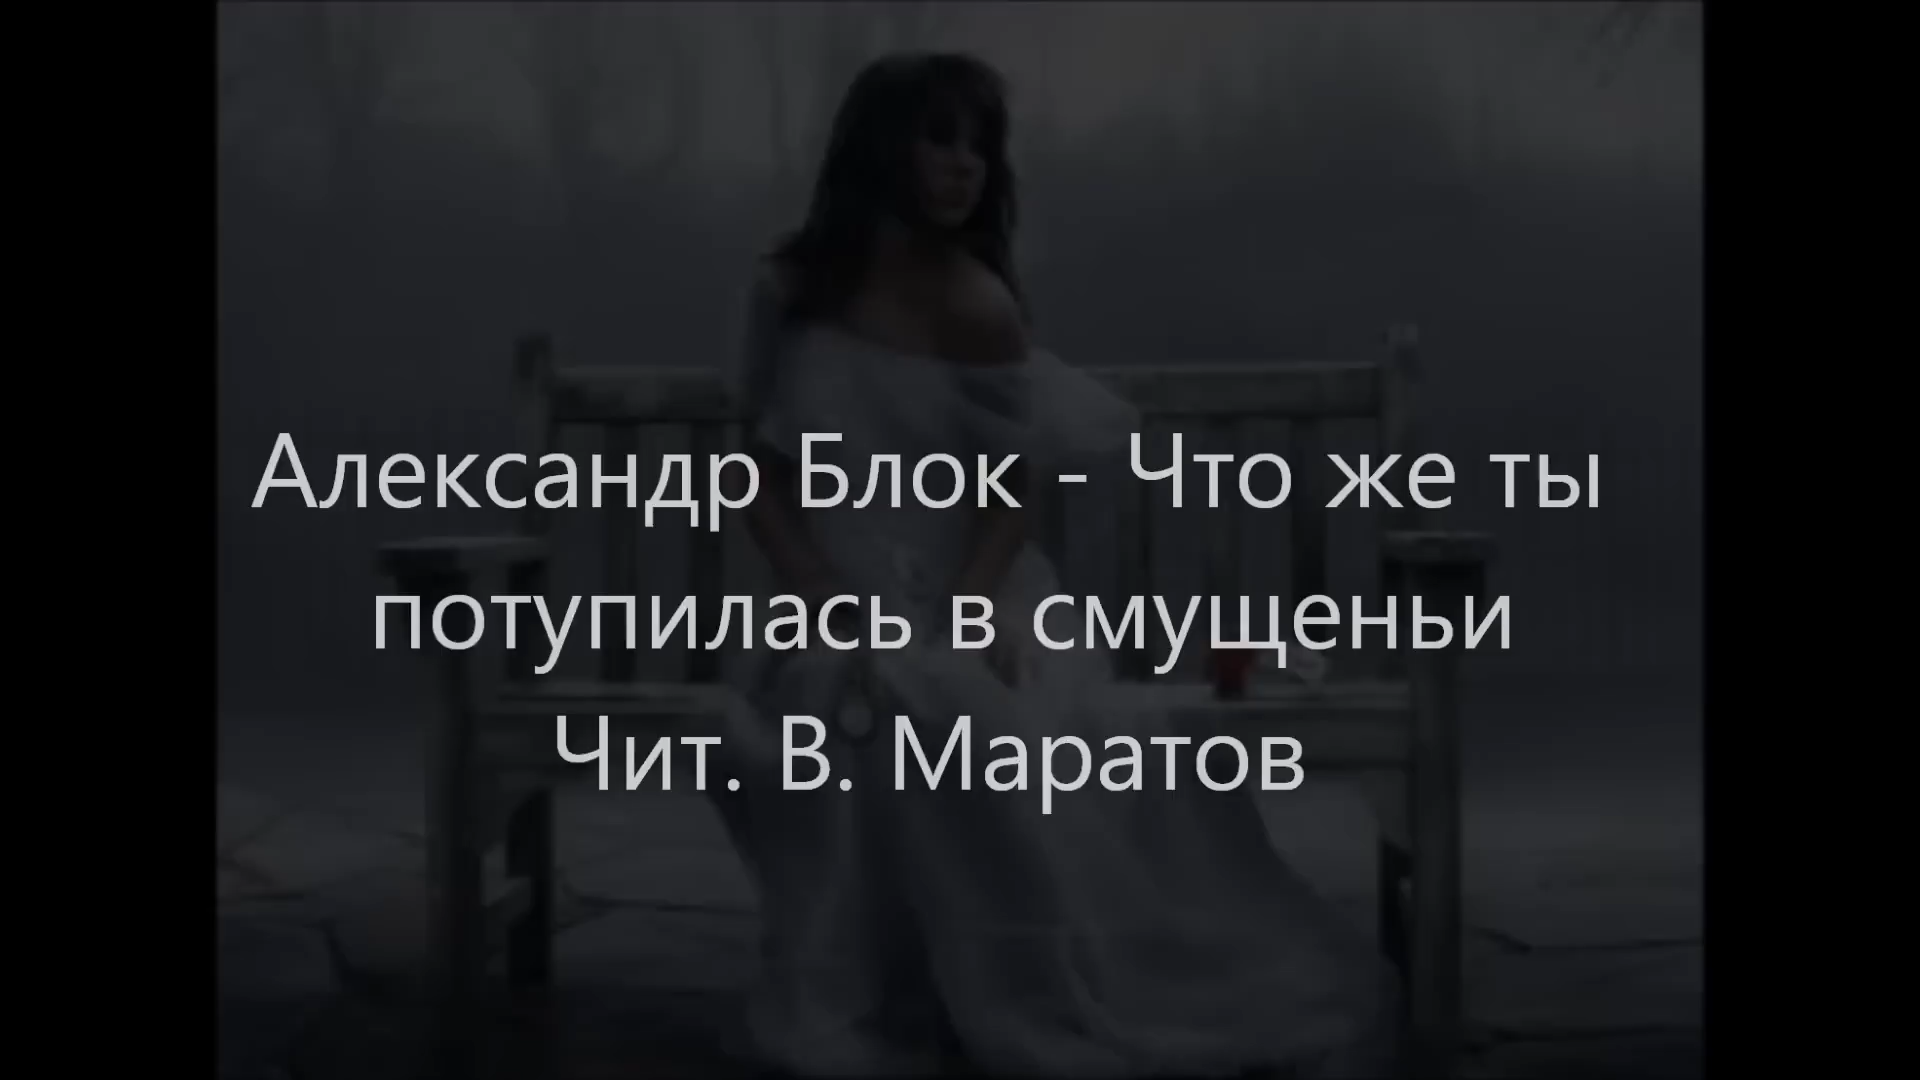 Александр Блок - Что же ты
потупилась в смущеньи
Чит. В. Маратов